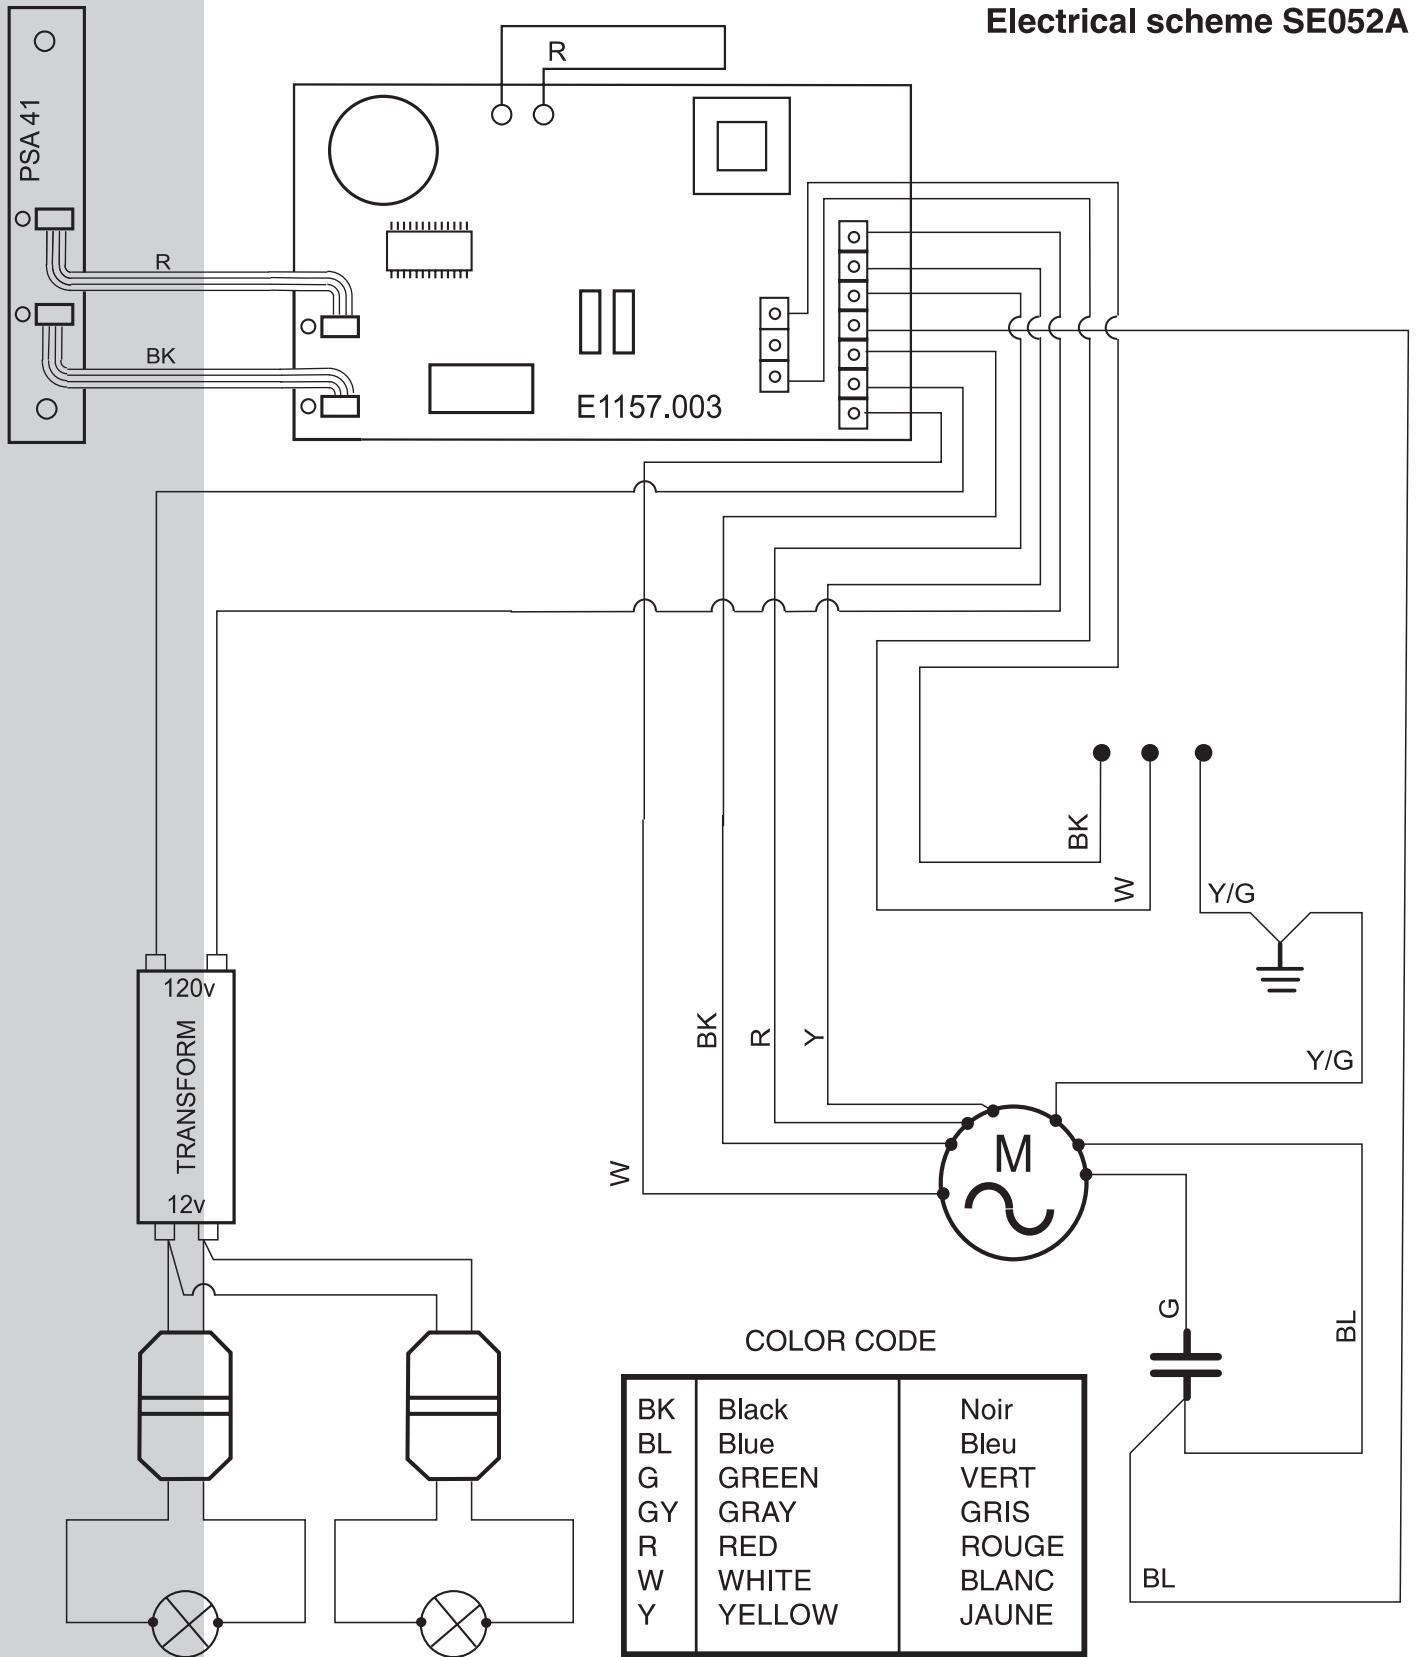 Electrical scheme SE052A
R
PSA 41
R
BK
E1157.003
BK
W
Y/G
120v
TRANSFORM
12v
BK
R
Y
W
Y/G
M
G
BL
BL
COLOR CODE
BK Black Noir
BL Blue Bleu
G GREEN VERT
GY GRAY GRIS
R RED ROUGE
W WHITE BLANC
Y YELLOW JAUNE